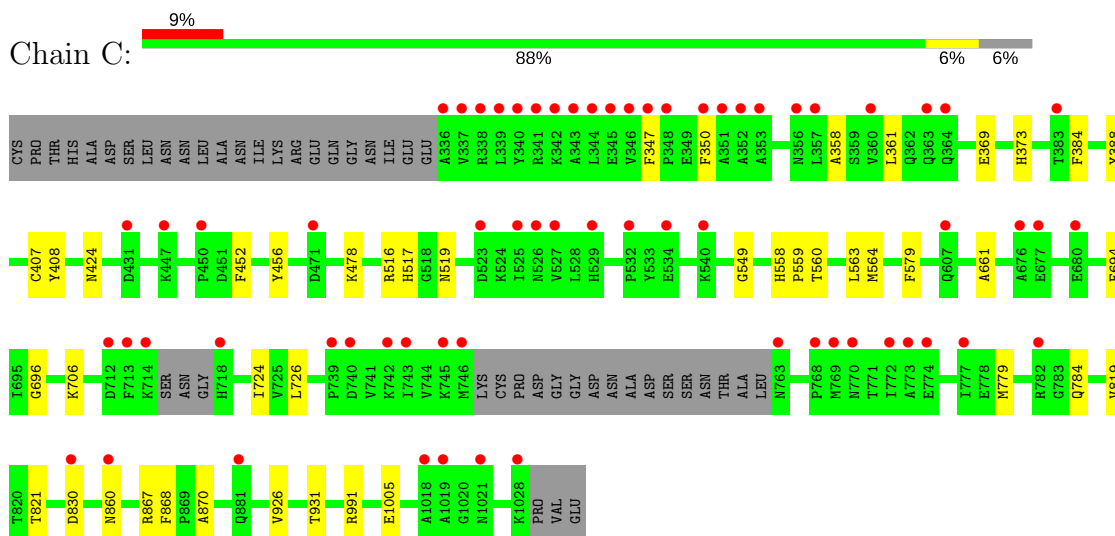 9%
Chain C:
88% 6% 6%
CYS PRO THR HIS ALA ASP SER LEU ASN ASN LEU ALA ASN ILE LYS ARG GLU GLN GLY ASN ILE GLU GLU A336 V337 R338 L339 Y340 R341 K342 A343 L344 E345 V346 F347 P348 E349 F350 A351 A352 A353 N356 L357 A358 S359 V360 L361 Q362 Q363 Q364 E369 H373 T383 F384 Y388
C407 Y408 N424 D431 K447 P450 D451 F452 Y456 D471 K478 R516 H517 G518 N519 D523 K524 I525 N526 V527 L528 H529 P532 Y533 E534 K540 G549 H558 P559 T560 L563 M564 F579 Q607 A661 A676 E677 E680 E694
I695 G696 K706 D712 F713 K714 SER ASN GLY H718 I724 V725 L726 P739 D740 V741 K742 I743 V744 K745 M746 LYS CYS PRO ASP GLY GLY ASP ASN ALA ASP SER SER ASN THR ALA LEU N763 P768 M769 N770 T771 I772 A773 E774 I777 E778 M779 R782 G783 Q784 V819
T820 T821 D830 N860 R867 F868 P869 A870 Q881 V926 T931 R991 E1005 A1018 A1019 G1020 N1021 K1028 PRO VAL GLU